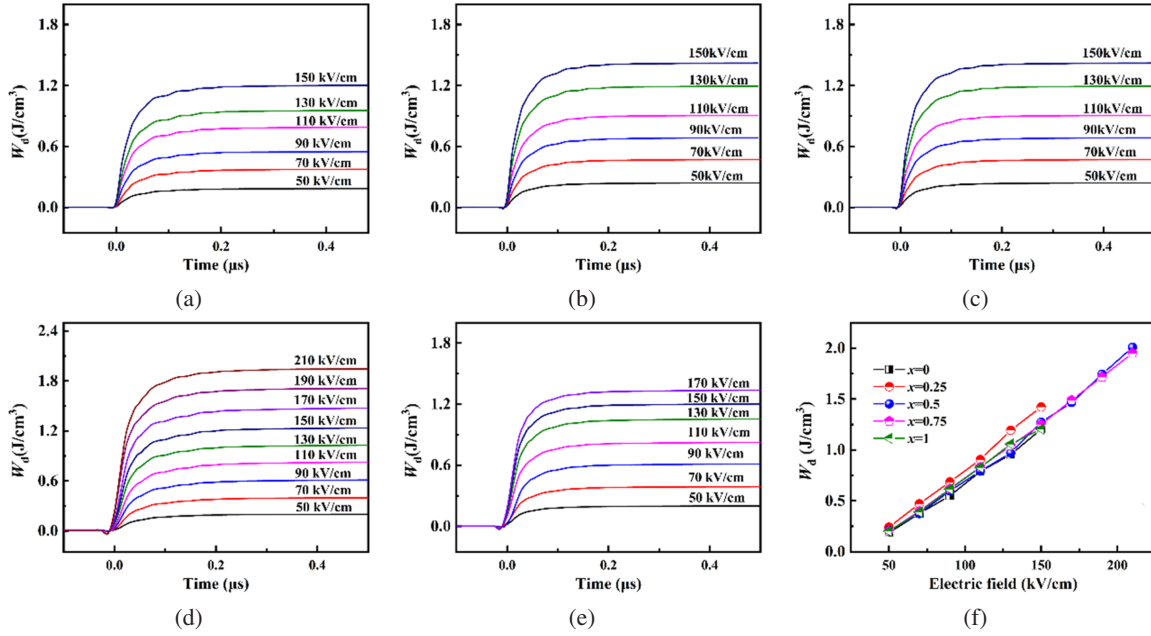 1.8
1.2
0.6
0.0
W_d(J/cm³)
150 kV/cm
130 kV/cm
110 kV/cm
90 kV/cm
70 kV/cm
50 kV/cm
0.0 0.2 0.4
Time (μs)
(a)
1.8
1.2
0.6
0.0
W_d(J/cm³)
150kV/cm
130kV/cm
110kV/cm
90kV/cm
70kV/cm
50kV/cm
0.0 0.2 0.4
Time (μs)
(b)
1.8
1.2
0.6
0.0
W_d(J/cm³)
150kV/cm
130kV/cm
110kV/cm
90kV/cm
70kV/cm
50kV/cm
0.0 0.2 0.4
Time (μs)
(c)
2.4
1.8
1.2
0.6
0.0
W_d(J/cm³)
210 kV/cm
190 kV/cm
170 kV/cm
150 kV/cm
130 kV/cm
110 kV/cm
90 kV/cm
70 kV/cm
50 kV/cm
0.0 0.2 0.4
Time (μs)
(d)
1.8
1.2
0.6
0.0
W_d(J/cm³)
170 kV/cm
150 kV/cm
130 kV/cm
110 kV/cm
90 kV/cm
70 kV/cm
50 kV/cm
0.0 0.2 0.4
Time (μs)
(e)
2.0
1.5
1.0
0.5
0.0
W_d (J/cm³)
x=0
x=0.25
x=0.5
x=0.75
x=1
50 100 150 200
Electric field (kV/cm)
(f)